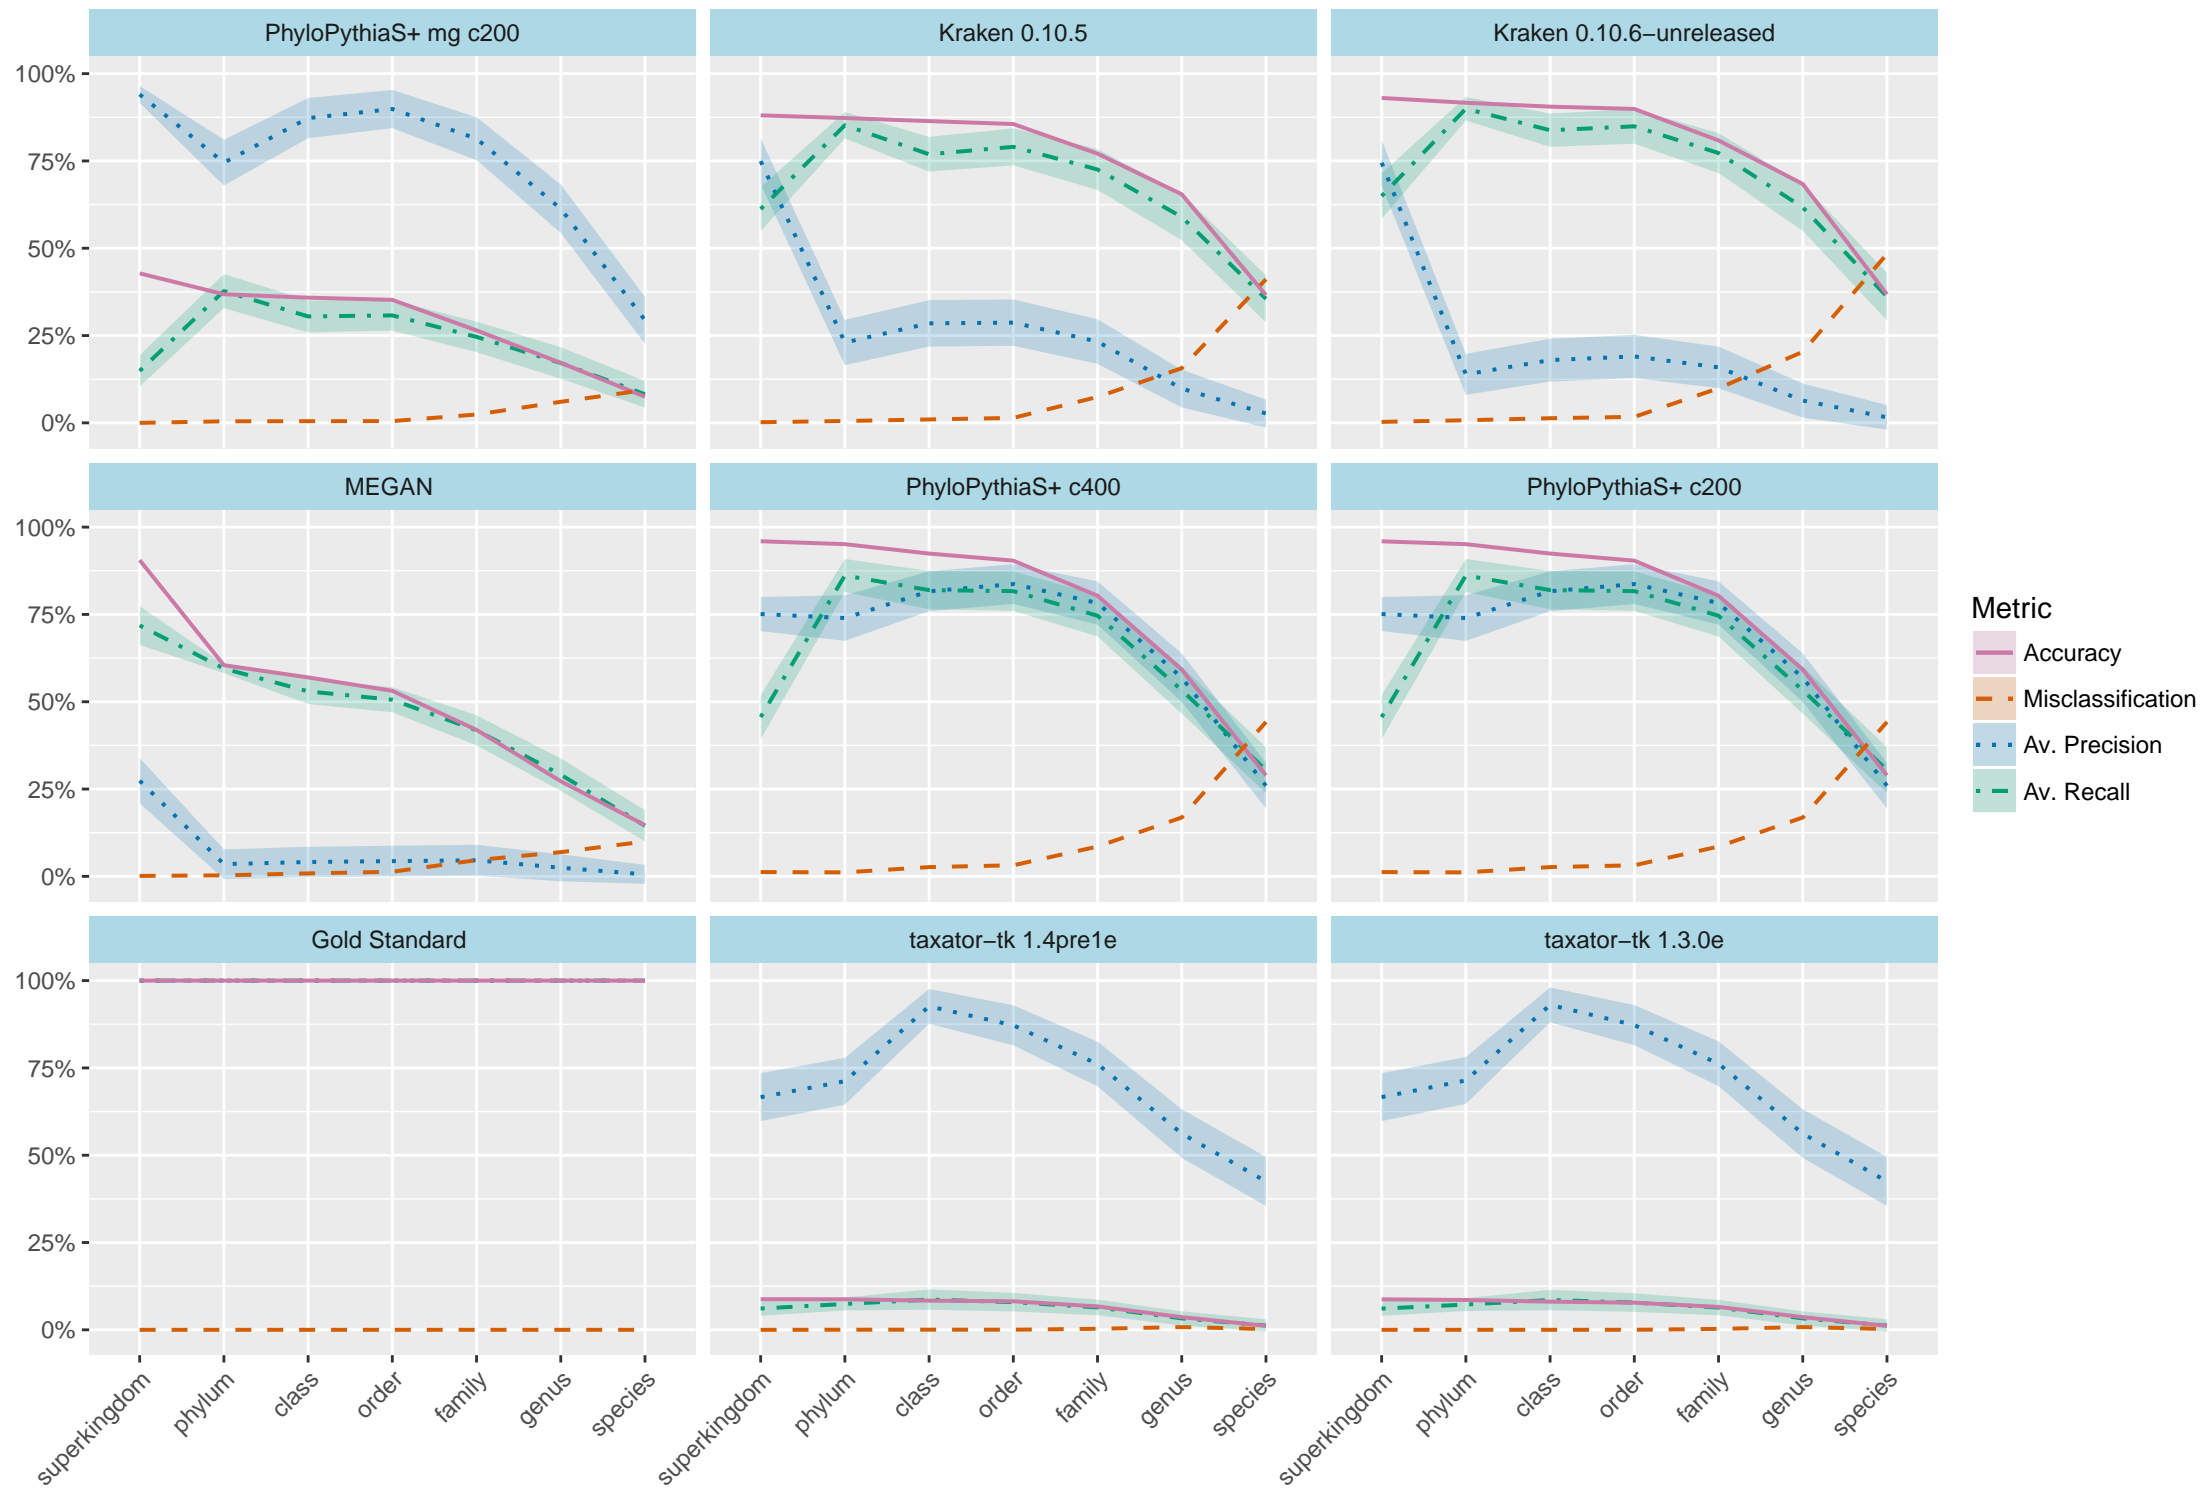 PhyloPythiaS+ mg c200
Kraken 0.10.5
Kraken 0.10.6−unreleased
100%
75%
50%
25%
0%
MEGAN
PhyloPythiaS+ c400
PhyloPythiaS+ c200
100%
75%
50%
25%
0%
Gold Standard
taxator−tk 1.4pre1e
taxator−tk 1.3.0e
100%
75%
50%
25%
0%
superkingdom
phylum
class
order
family
genus
species
superkingdom
phylum
class
order
family
genus
species
superkingdom
phylum
class
order
family
genus
species
Metric
Accuracy
Misclassification
Av. Precision
Av. Recall